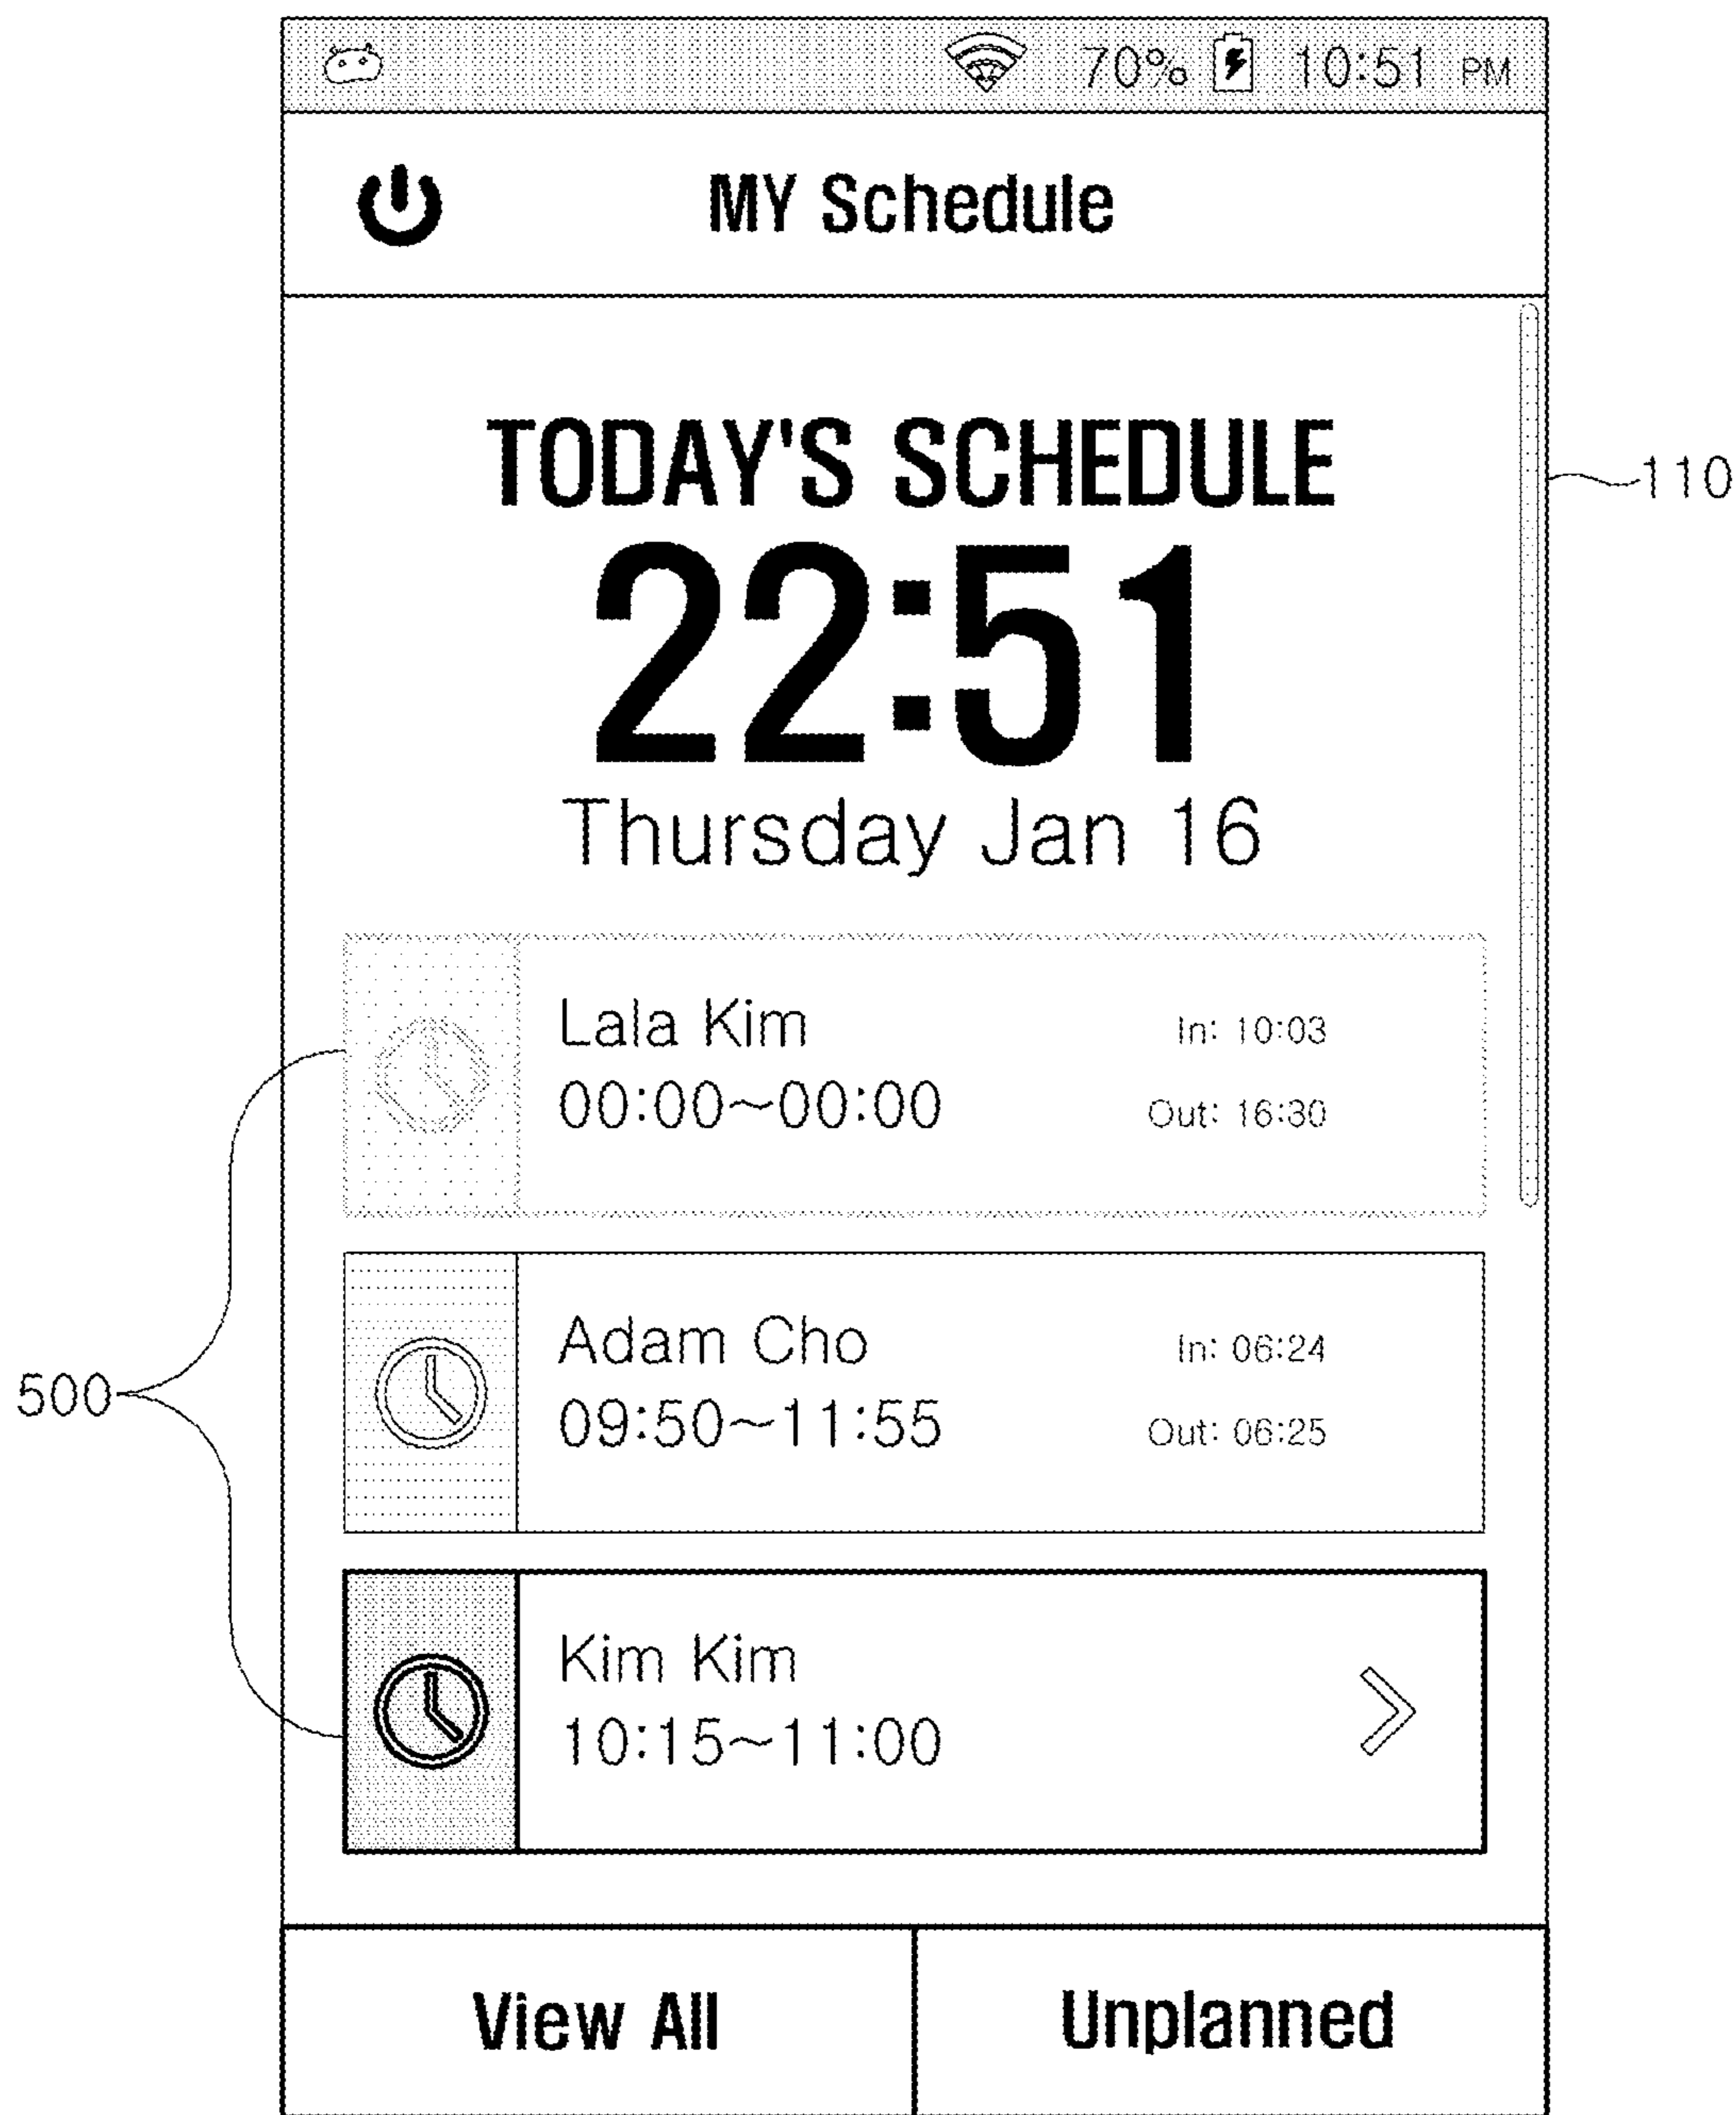 70% 10:51 PM
MY Schedule
TODAY'S SCHEDULE
22:51
110
Thursday Jan 16
Lala Kim In: 10:03
00:00~00:00 Out: 16:30
Adam Cho In: 06:24
500
09:50~11:55 Out: 06:25
Kim Kim
10:15~11:00
View All Unplanned